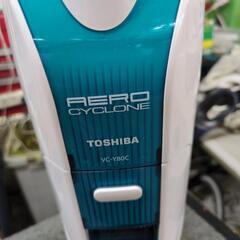 AERO
CYCLONE
TOSHIBA
VC-Y80C